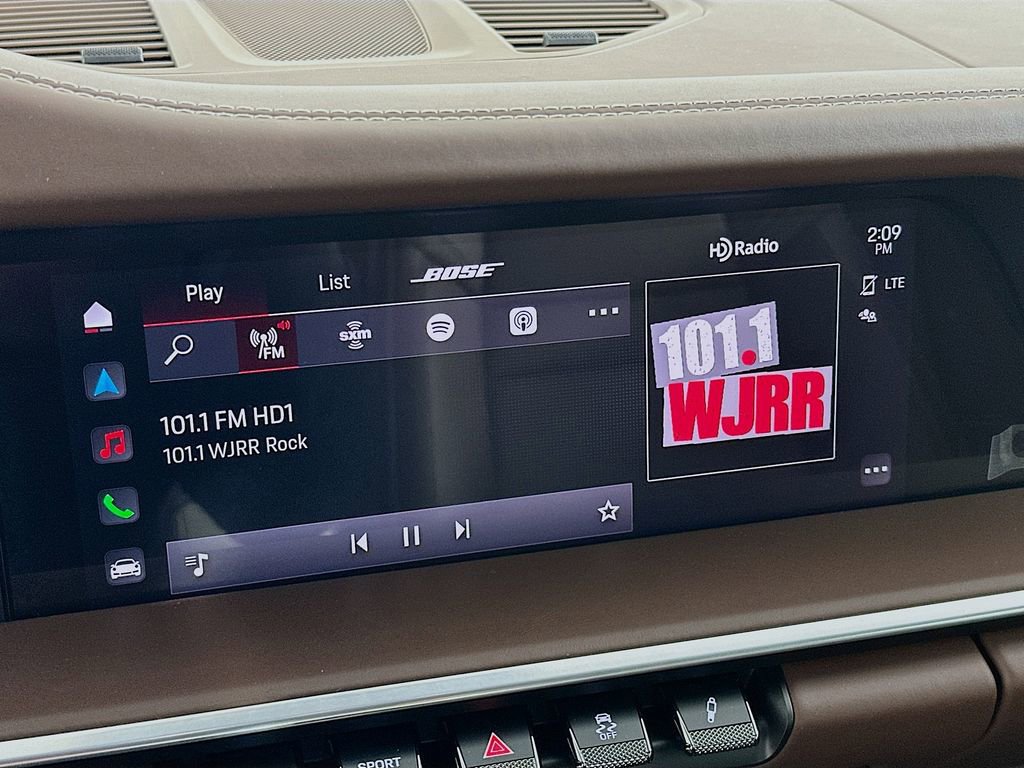 Play
List
BOSE
HD Radio
2:09
PM
LTE
FM
sxm
101.1
WJRR
101.1 FM HD1
101.1 WJRR Rock
SPORT
OFF